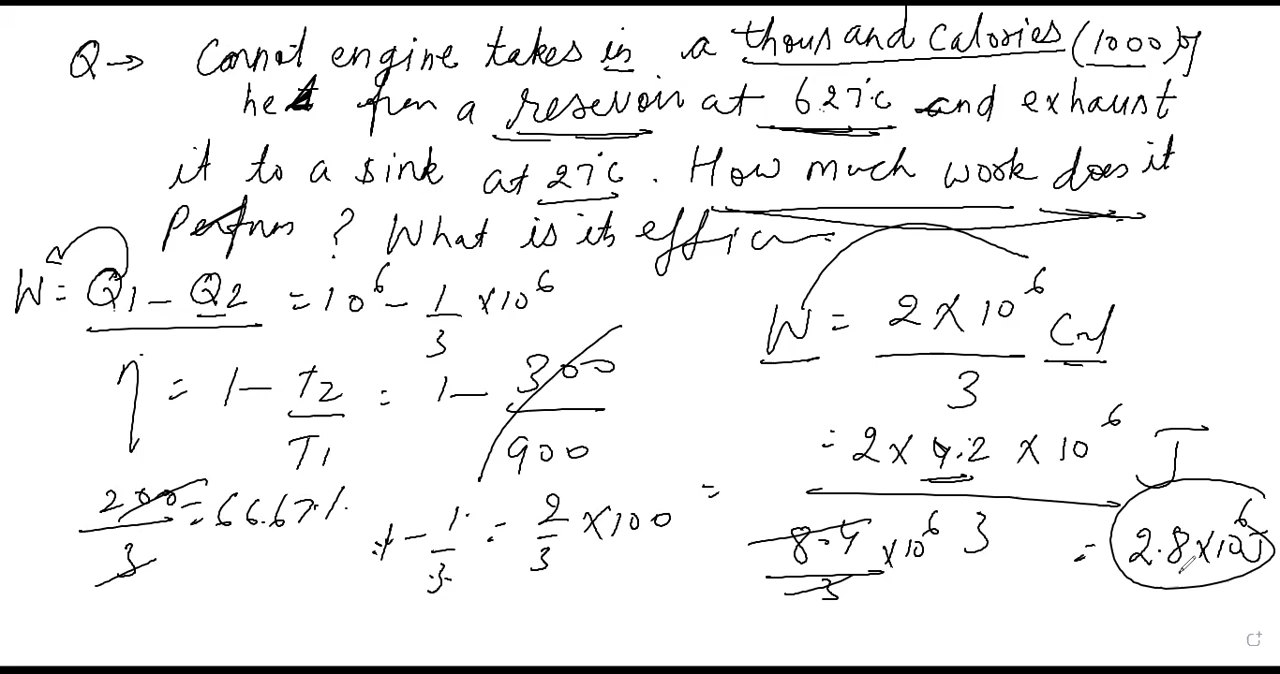 Q → Carnot engine takes in a thousand Calories (1000) of
heat from a resevoir at 627°c and exhaust
it to a sink at 27°c. How much work does it
Perform? What is its effici
W = Q1 - Q2 = 10^6 - 1/3 × 10^6
W = 2 × 10^6 / 3 Cal
η = 1 - T2/T1 = 1 - 300/900
= 2 × 4.2 × 10^6 / 3 J
1 - 1/3 = 2/3 × 100 = 200/3 = 66.67%
8.4/3 × 10^6 = 2.8 × 10^6 J